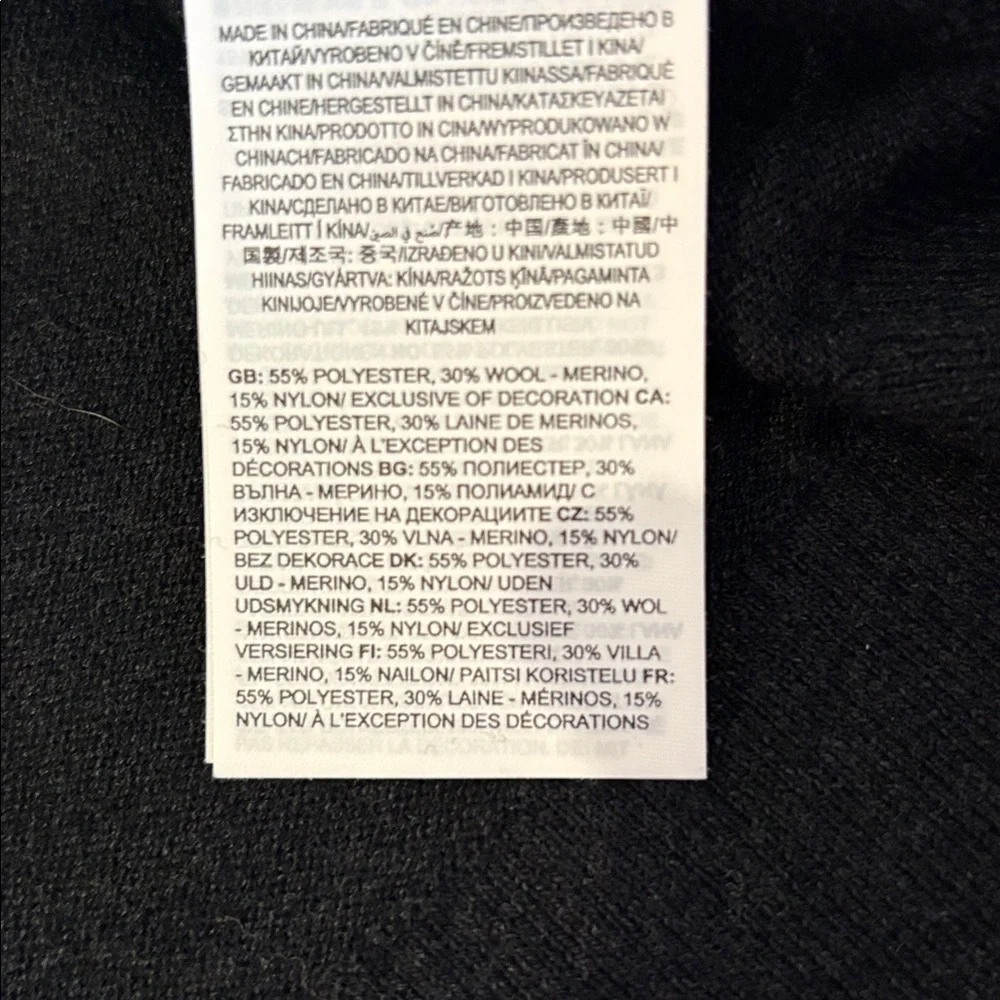 MADE IN CHINA/FABRIQUÉ EN CHINE/ПРОИЗВЕДЕНО В
КИТАЙ/VYROBENO V ČÍNĚ/FREMSTILLET I KINA/
GEMAAKT IN CHINA/VALMISTETTU KIINASSA/FABRIQUÉ
EN CHINE/HERGESTELLT IN CHINA/ΚΑΤΑΣΚΕΥΑΖΕΤΑΙ
ΣΤΗΝ ΚΙΝΑ/PRODOTTO IN CINA/WYPRODUKOWANO W
CHINACH/FABRICADO NA CHINA/FABRICAT ÎN CHINA/
FABRICADO EN CHINA/TILLVERKAD I KINA/PRODUSERT I
KINA/СДЕЛАНО В КИТАЕ/ВИГОТОВЛЕНО В КИТАЇ/
FRAMLEITT Í KÍNA/صنع في الصين/产地：中国/產地：中國/中
国製/제조국: 중국/IZRAĐENO U KINI/VALMISTATUD
HIINAS/GYÁRTVA: KÍNA/RAŽOTS ĶĪNĀ/PAGAMINTA
KINIJOJE/VYROBENÉ V ČÍNE/PROIZVEDENO NA
KITAJSKEM
GB: 55% POLYESTER, 30% WOOL - MERINO,
15% NYLON/ EXCLUSIVE OF DECORATION CA:
55% POLYESTER, 30% LAINE DE MERINOS,
15% NYLON/ À L'EXCEPTION DES
DÉCORATIONS BG: 55% ПОЛИЕСТЕР, 30%
ВЪЛНА - МЕРИНО, 15% ПОЛИАМИД/ С
ИЗКЛЮЧЕНИЕ НА ДЕКОРАЦИИТЕ CZ: 55%
POLYESTER, 30% VLNA - MERINO, 15% NYLON/
BEZ DEKORACE DK: 55% POLYESTER, 30%
ULD - MERINO, 15% NYLON/ UDEN
UDSMYKNING NL: 55% POLYESTER, 30% WOL
- MERINOS, 15% NYLON/ EXCLUSIEF
VERSIERING FI: 55% POLYESTERI, 30% VILLA
- MERINO, 15% NAILON/ PAITSI KORISTELU FR:
55% POLYESTER, 30% LAINE - MÉRINOS, 15%
NYLON/ À L'EXCEPTION DES DÉCORATIONS